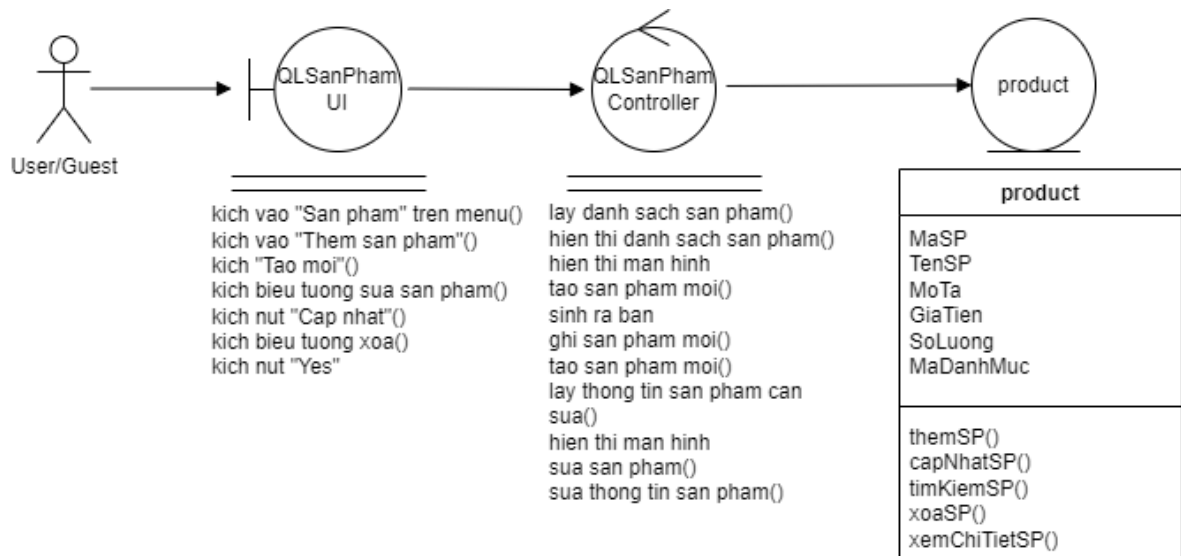 QLSanPham
UI
QLSanPham
Controller
product
User/Guest
kich vao "San pham" tren menu()
kich vao "Them san pham"()
kich "Tao moi"()
kich bieu tuong sua san pham()
kich nut "Cap nhat"()
kich bieu tuong xoa()
kich nut "Yes"
lay danh sach san pham()
hien thi danh sach san pham()
hien thi man hinh
tao san pham moi()
sinh ra ban
ghi san pham moi()
tao san pham moi()
lay thong tin san pham can
sua()
hien thi man hinh
sua san pham()
sua thong tin san pham()
product
MaSP
TenSP
MoTa
GiaTien
SoLuong
MaDanhMuc
themSP()
capNhatSP()
timKiemSP()
xoaSP()
xemChiTietSP()